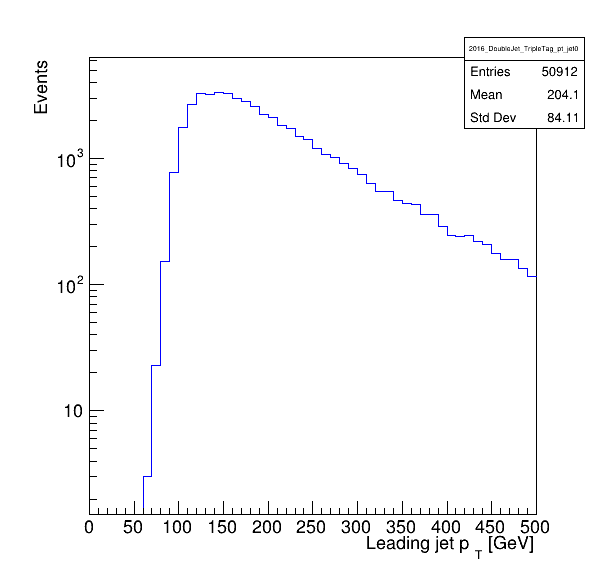 2016_DoubleJet_TripleTag_pt_jet0
Entries 50912
Mean 204.1
Std Dev 84.11
Events
10³
10²
10
0 50 100 150 200 250 300 350 400 450 500
Leading jet p_T [GeV]